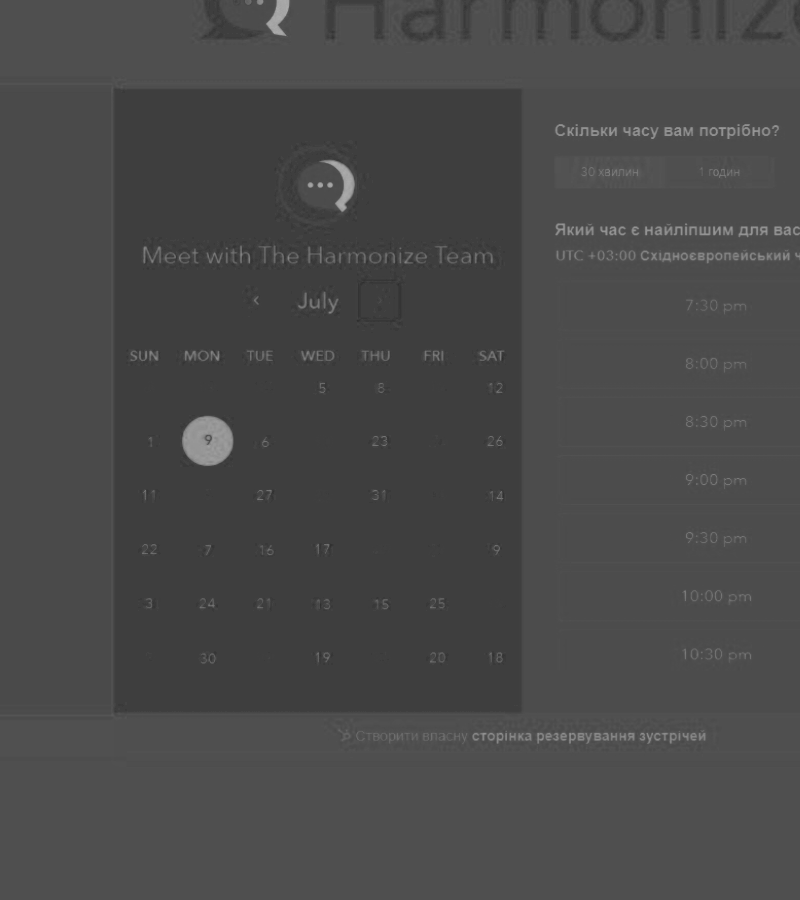 Harmonize
Meet with The Harmonize Team
July
SUN MON TUE WED THU FRI SAT
5 8 12
1 9 6 23 26
11 27 31 14
22 7 16 17 9
3 24 21 13 15 25
30 19 20 18
Скільки часу вам потрібно?
30 хвилин 1 годин
Який час є найліпшим для вас
UTC +03:00 Східноєвропейський
7:30 pm
8:00 pm
8:30 pm
9:00 pm
9:30 pm
10:00 pm
10:30 pm
Створити власну сторінка резервування зустрічей